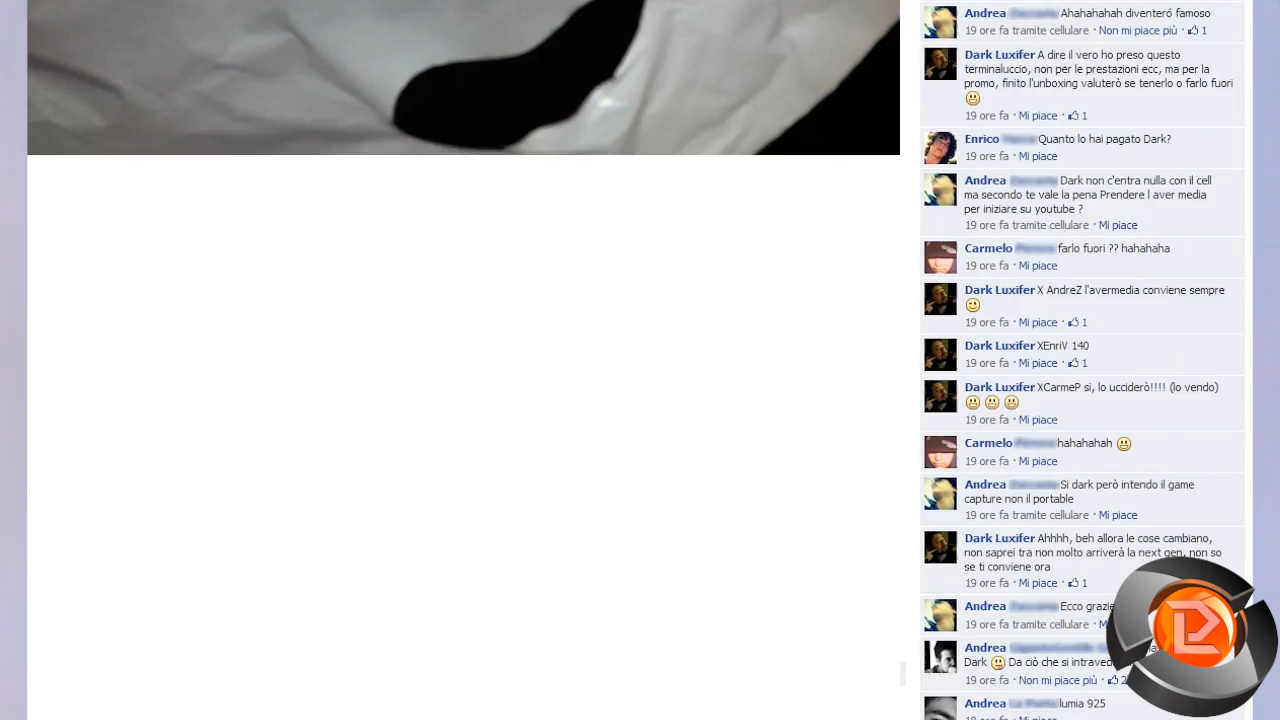 Andrea Ahahaha ora diventeró famoso
19 ore fa tramite cellulare · Non mi piace più · 1
Dark Luxifer A dire il vero ho preso questo
terminaluccio, non per le prestazioni ecc, ma per la
promo, finito l'unboxing valuterò se tenerlo o farlo fuori
19 ore fa · Mi piace · 1
Enrico Quanto lo hai pagato Dark?
19 ore fa · Mi piace
Andrea Dark non centra nulla con il cell
ma secondo te vale la pena Prendere l aver media
per iniziare su youtube ?
19 ore fa tramite cellulare · Mi piace
Carmelo farlo fuori ?? hahahaha
19 ore fa · Mi piace
Dark Luxifer X AndreZ l'avermedia conviene sempre
19 ore fa · Mi piace · 1
Dark Luxifer XEnriV 140
19 ore fa · Mi piace · 1
Dark Luxifer XCarmeP si, lo ucciderò!!!! (lo vendo)
19 ore fa · Mi piace
Carmelo hahahahah
19 ore fa · Mi piace
Andrea Si dark però intendo il game
capture non il portable
19 ore fa tramite cellulare · Mi piace
Dark Luxifer Ahhhh, beh allora le cose cambiano,
non saprei tra non molto arriverà la next gen, non so
se ti conviene ora
19 ore fa · Mi piace · 1
Andrea Ecco
19 ore fa tramite cellulare ·
Andrea
Dark Da ciò che si
19 ore fa · Non mi piace più · 2
Andrea lumia 925